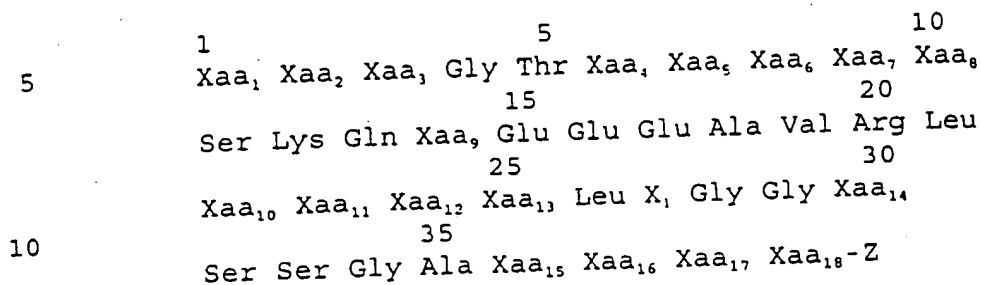 1 5 10
5 Xaa₁ Xaa₂ Xaa₃ Gly Thr Xaa₄ Xaa₅ Xaa₆ Xaa₇ Xaa₈
15 20
Ser Lys Gln Xaa₉ Glu Glu Glu Ala Val Arg Leu
25 30
Xaa₁₀ Xaa₁₁ Xaa₁₂ Xaa₁₃ Leu X₁ Gly Gly Xaa₁₄
10 35
Ser Ser Gly Ala Xaa₁₅ Xaa₁₆ Xaa₁₇ Xaa₁₈-Z